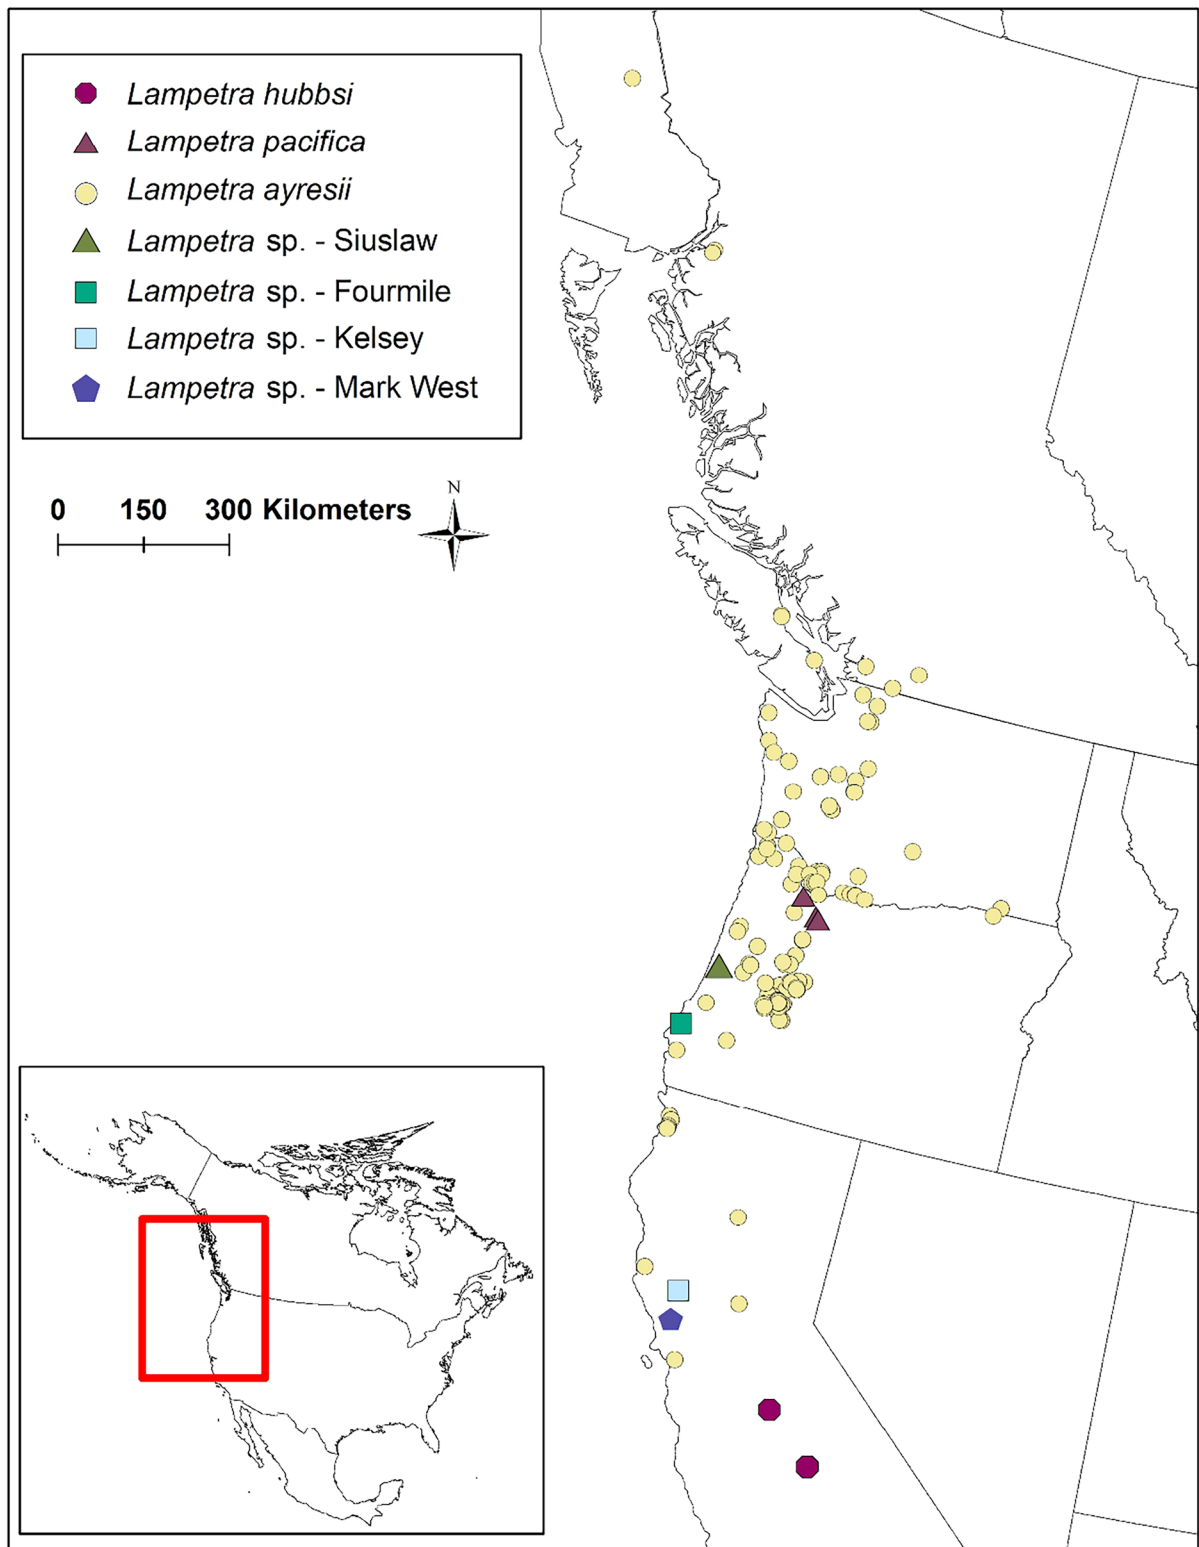 Lampetra hubbsi
Lampetra pacifica
Lampetra ayresii
Lampetra sp. - Siuslaw
Lampetra sp. - Fourmile
Lampetra sp. - Kelsey
Lampetra sp. - Mark West
0 150 300 Kilometers
N